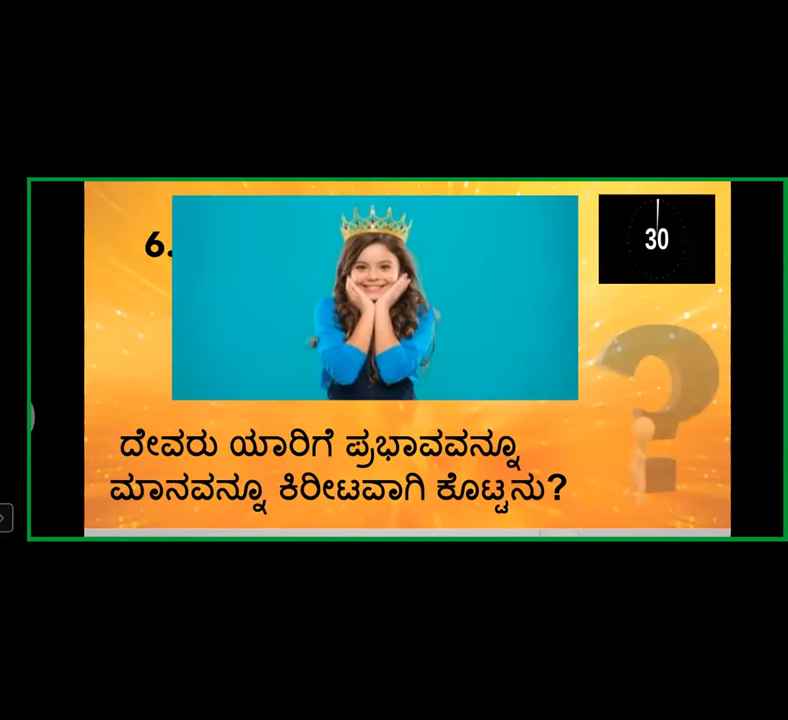 6.
30
ದೇವರು ಯಾರಿಗೆ ಪ್ರಭಾವವನ್ನೂ
ಮಾನವನ್ನೂ ಕಿರೀಟವಾಗಿ ಕೊಟ್ಟನು?